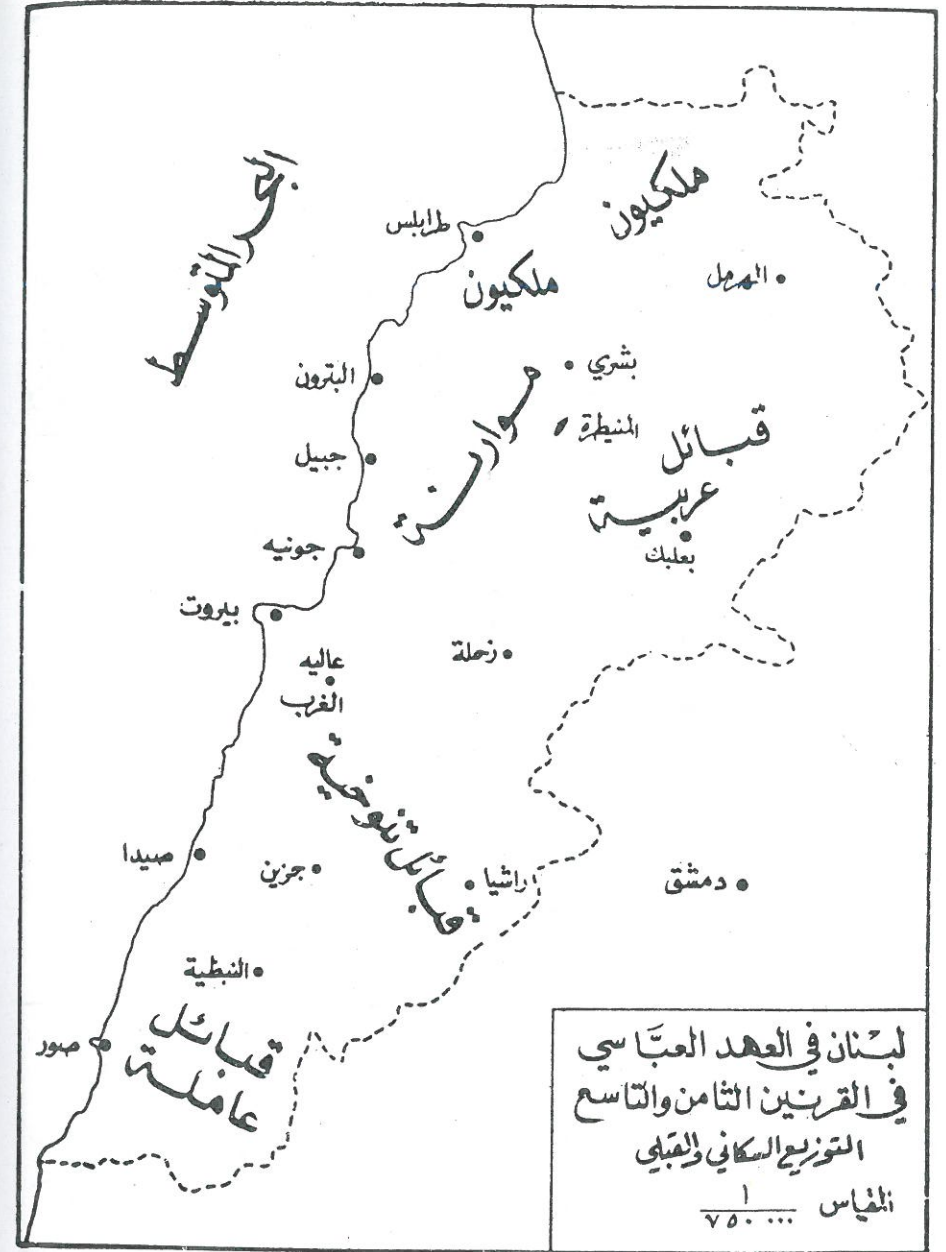 البحر المتوسط
ملكيون
طرابلس
ملكيون
الهرمل
البترون
بشري
موارنة
المنيطرة
قبائل
عربية
جبيل
بعلبك
جونيه
بيروت
زحلة
عاليه
الغرب
قبائل تنوخية
صيدا
جزين
راشيا
دمشق
النبطية
صور
قبائل
عاملة
لبنان في العهد العبَّاسي
في القرنين الثامن والتاسع
التوزيع السكاني والقبلي
المقياس ١
٧٥٠٠٠٠